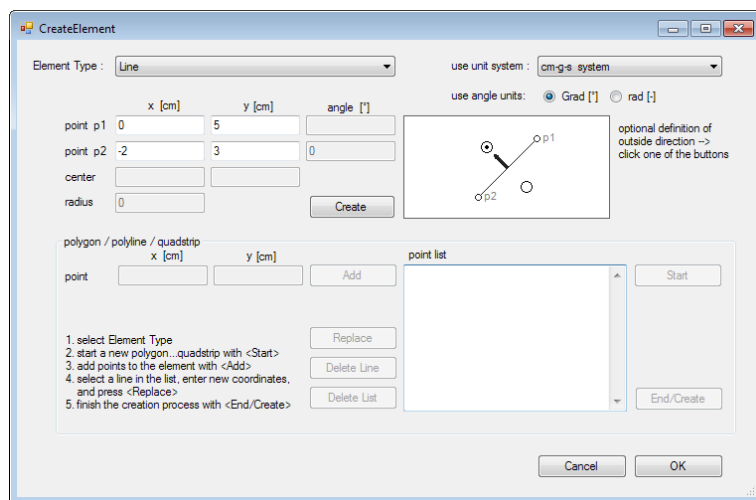 CreateElement
Element Type : Line use unit system : cm-g-s system
use angle units: Grad [°] rad [-]
x [cm] y [cm] angle [°]
point p1 0 5
point p2 -2 3 0
center
radius 0 Create
p1
p2
optional definition of
outside direction -->
click one of the buttons
polygon / polyline / quadstrip
x [cm] y [cm] point list
point Add Start
1. select Element Type
2. start a new polygon...quadstrip with <Start>
3. add points to the element with <Add>
4. select a line in the list, enter new coordinates,
and press <Replace>
5. finish the creation process with <End/Create>
Replace
Delete Line
Delete List End/Create
Cancel OK